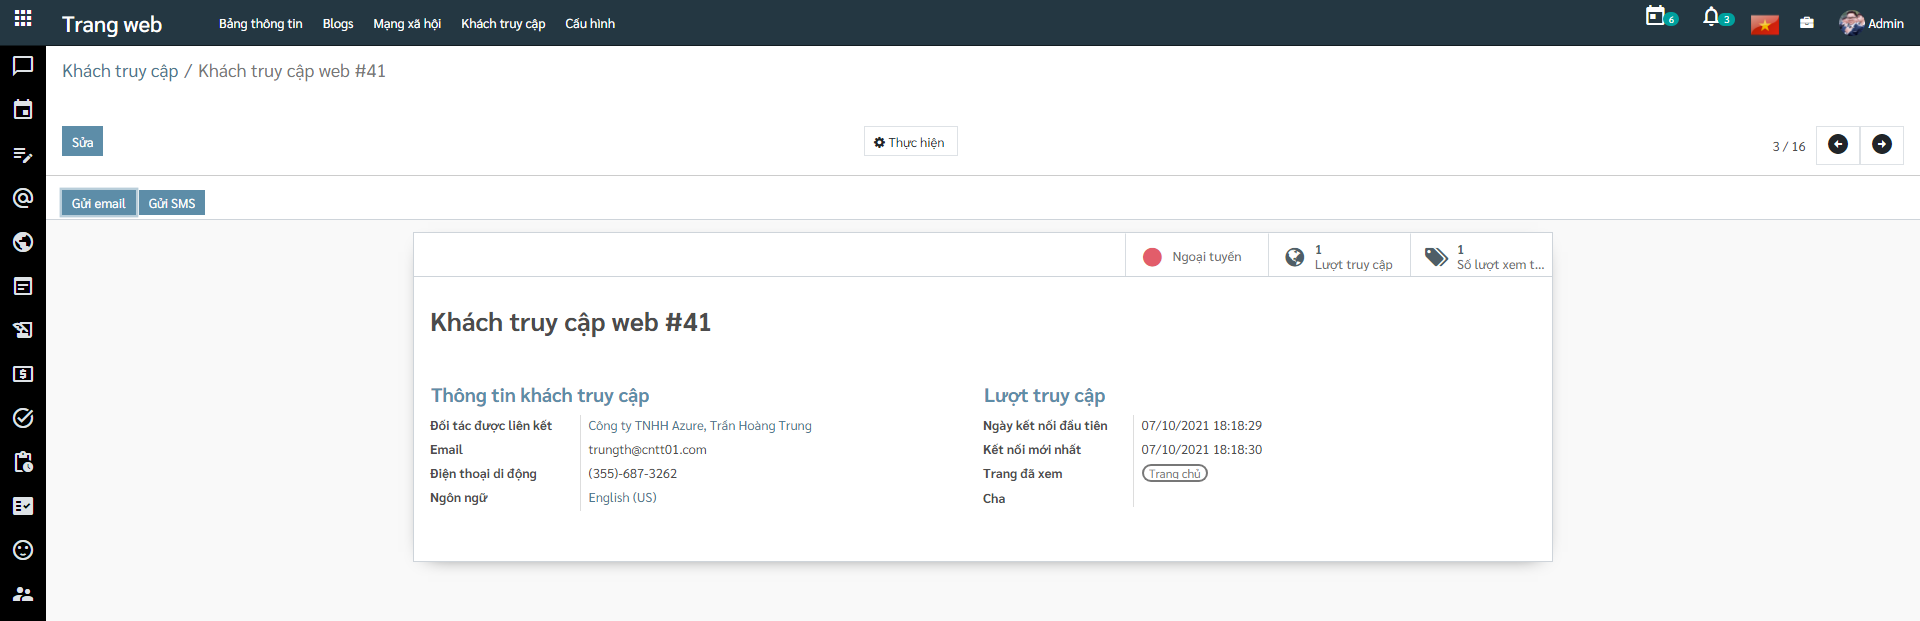 Trang web
Bảng thông tin
Blogs
Mạng xã hội
Khách truy cập
Cấu hình
6
3
Admin
Khách truy cập / Khách truy cập web #41
Sửa
Thực hiện
3 / 16
Gửi email
Gửi SMS
Ngoại tuyến
1
Lượt truy cập
1
Số lượt xem t...
Khách truy cập web #41
Thông tin khách truy cập
Đối tác được liên kết Công ty TNHH Azure, Trần Hoàng Trung
Email trungth@cntt01.com
Điện thoại di động (355)-687-3262
Ngôn ngữ English (US)
Lượt truy cập
Ngày kết nối đầu tiên 07/10/2021 18:18:29
Kết nối mới nhất 07/10/2021 18:18:30
Trang đã xem Trang chủ
Cha